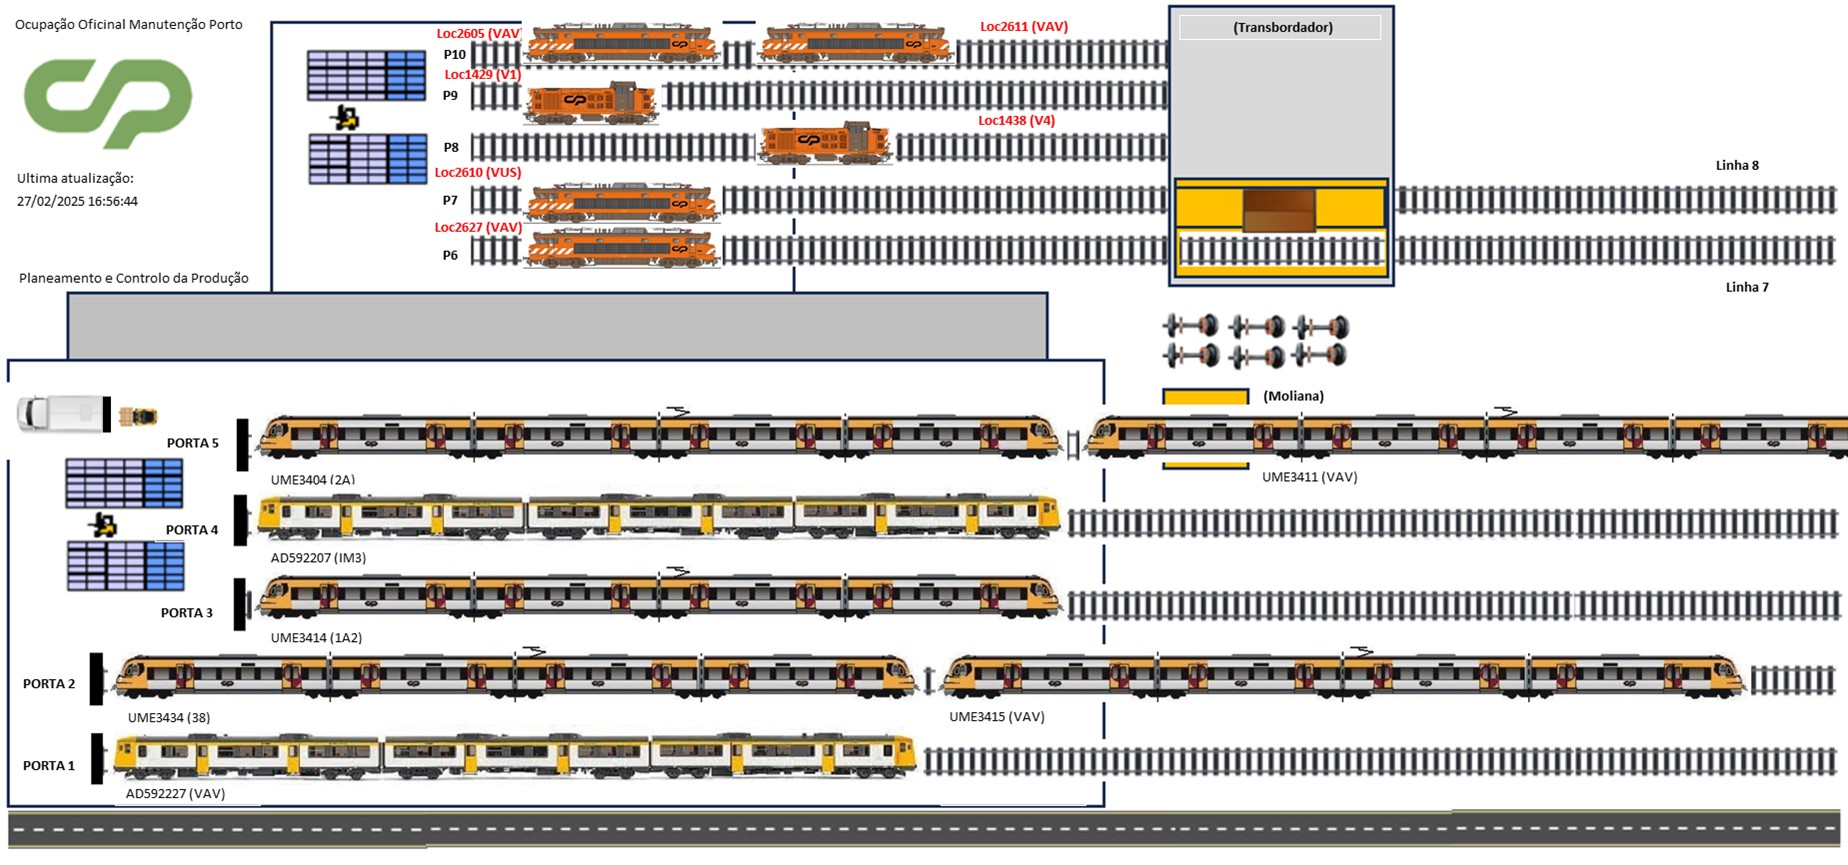 Ocupação Oficinal Manutenção Porto
Ultima atualização:
27/02/2025 16:56:44
Planeamento e Controlo da Produção
Loc2605 (VAV)
Loc2611 (VAV)
P10
Loc1429 (V1)
P9
Loc1438 (V4)
P8
Loc2610 (VUS)
P7
Loc2627 (VAV)
P6
(Transbordador)
Linha 8
Linha 7
(Moliana)
PORTA 5
UME3404 (2A)
UME3411 (VAV)
PORTA 4
AD592207 (IM3)
PORTA 3
UME3414 (1A2)
PORTA 2
UME3434 (38)
UME3415 (VAV)
PORTA 1
AD592227 (VAV)